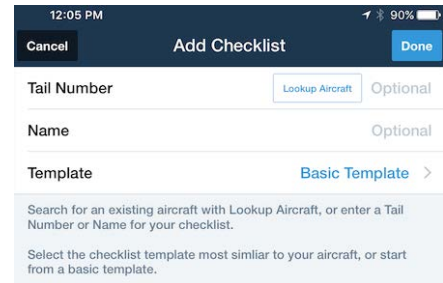 12:05 PM 90%
Cancel Add Checklist Done
Tail Number Lookup Aircraft Optional
Name Optional
Template Basic Template >
Search for an existing aircraft with Lookup Aircraft, or enter a Tail
Number or Name for your checklist.
Select the checklist template most simliar to your aircraft, or start
from a basic template.